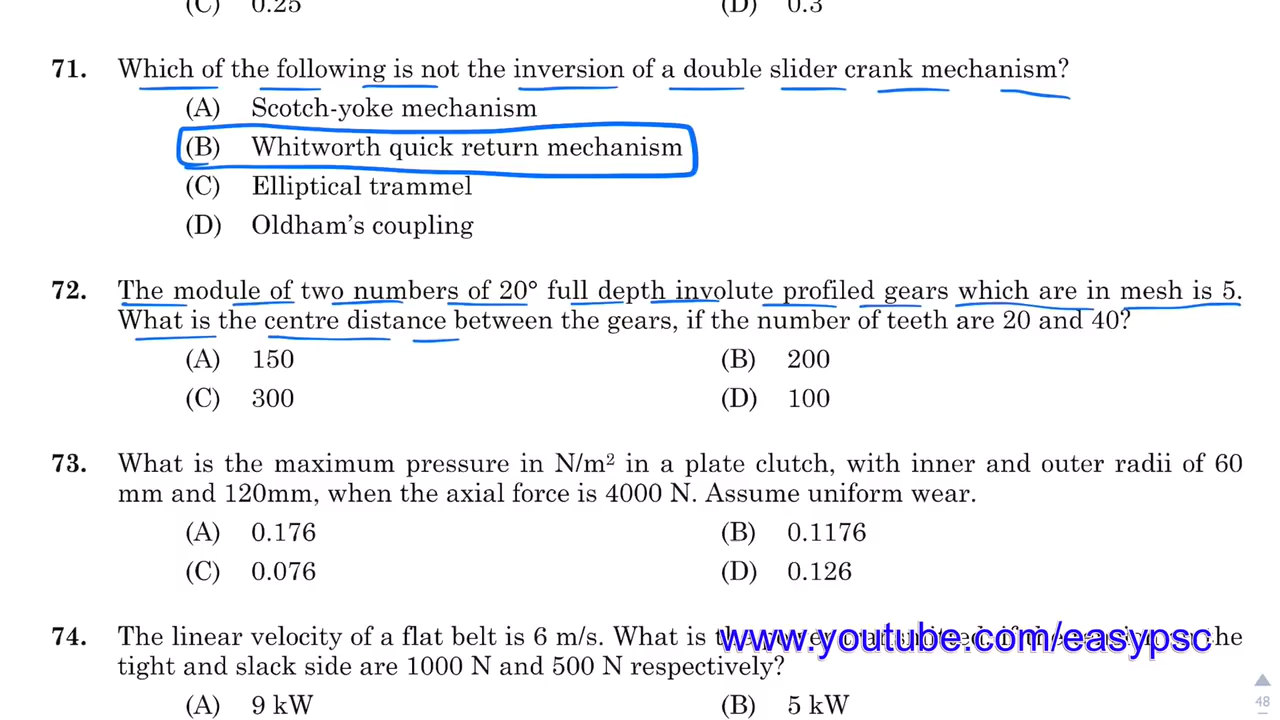 (C) 0.25 (D) 0.3
71. Which of the following is not the inversion of a double slider crank mechanism?
(A) Scotch-yoke mechanism
(B) Whitworth quick return mechanism
(C) Elliptical trammel
(D) Oldham's coupling
72. The module of two numbers of 20° full depth involute profiled gears which are in mesh is 5.
What is the centre distance between the gears, if the number of teeth are 20 and 40?
(A) 150 (B) 200
(C) 300 (D) 100
73. What is the maximum pressure in N/m² in a plate clutch, with inner and outer radii of 60
mm and 120mm, when the axial force is 4000 N. Assume uniform wear.
(A) 0.176 (B) 0.1176
(C) 0.076 (D) 0.126
74. The linear velocity of a flat belt is 6 m/s. What is the
www.youtube.com/easypsc
tight and slack side are 1000 N and 500 N respectively?
(A) 9 kW (B) 5 kW
48